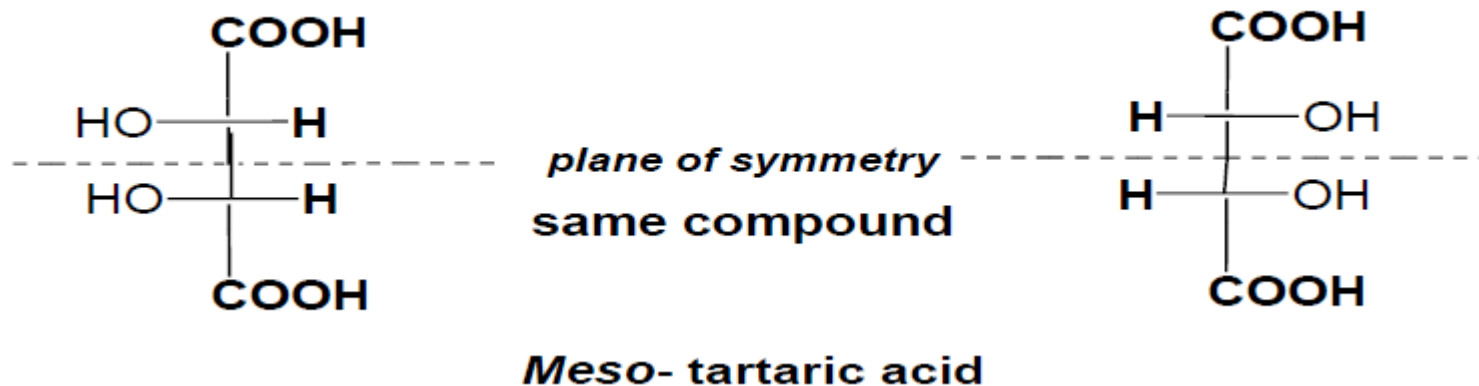 COOH
HO H
HO H
COOH
plane of symmetry
same compound
COOH
H OH
H OH
COOH
Meso- tartaric acid